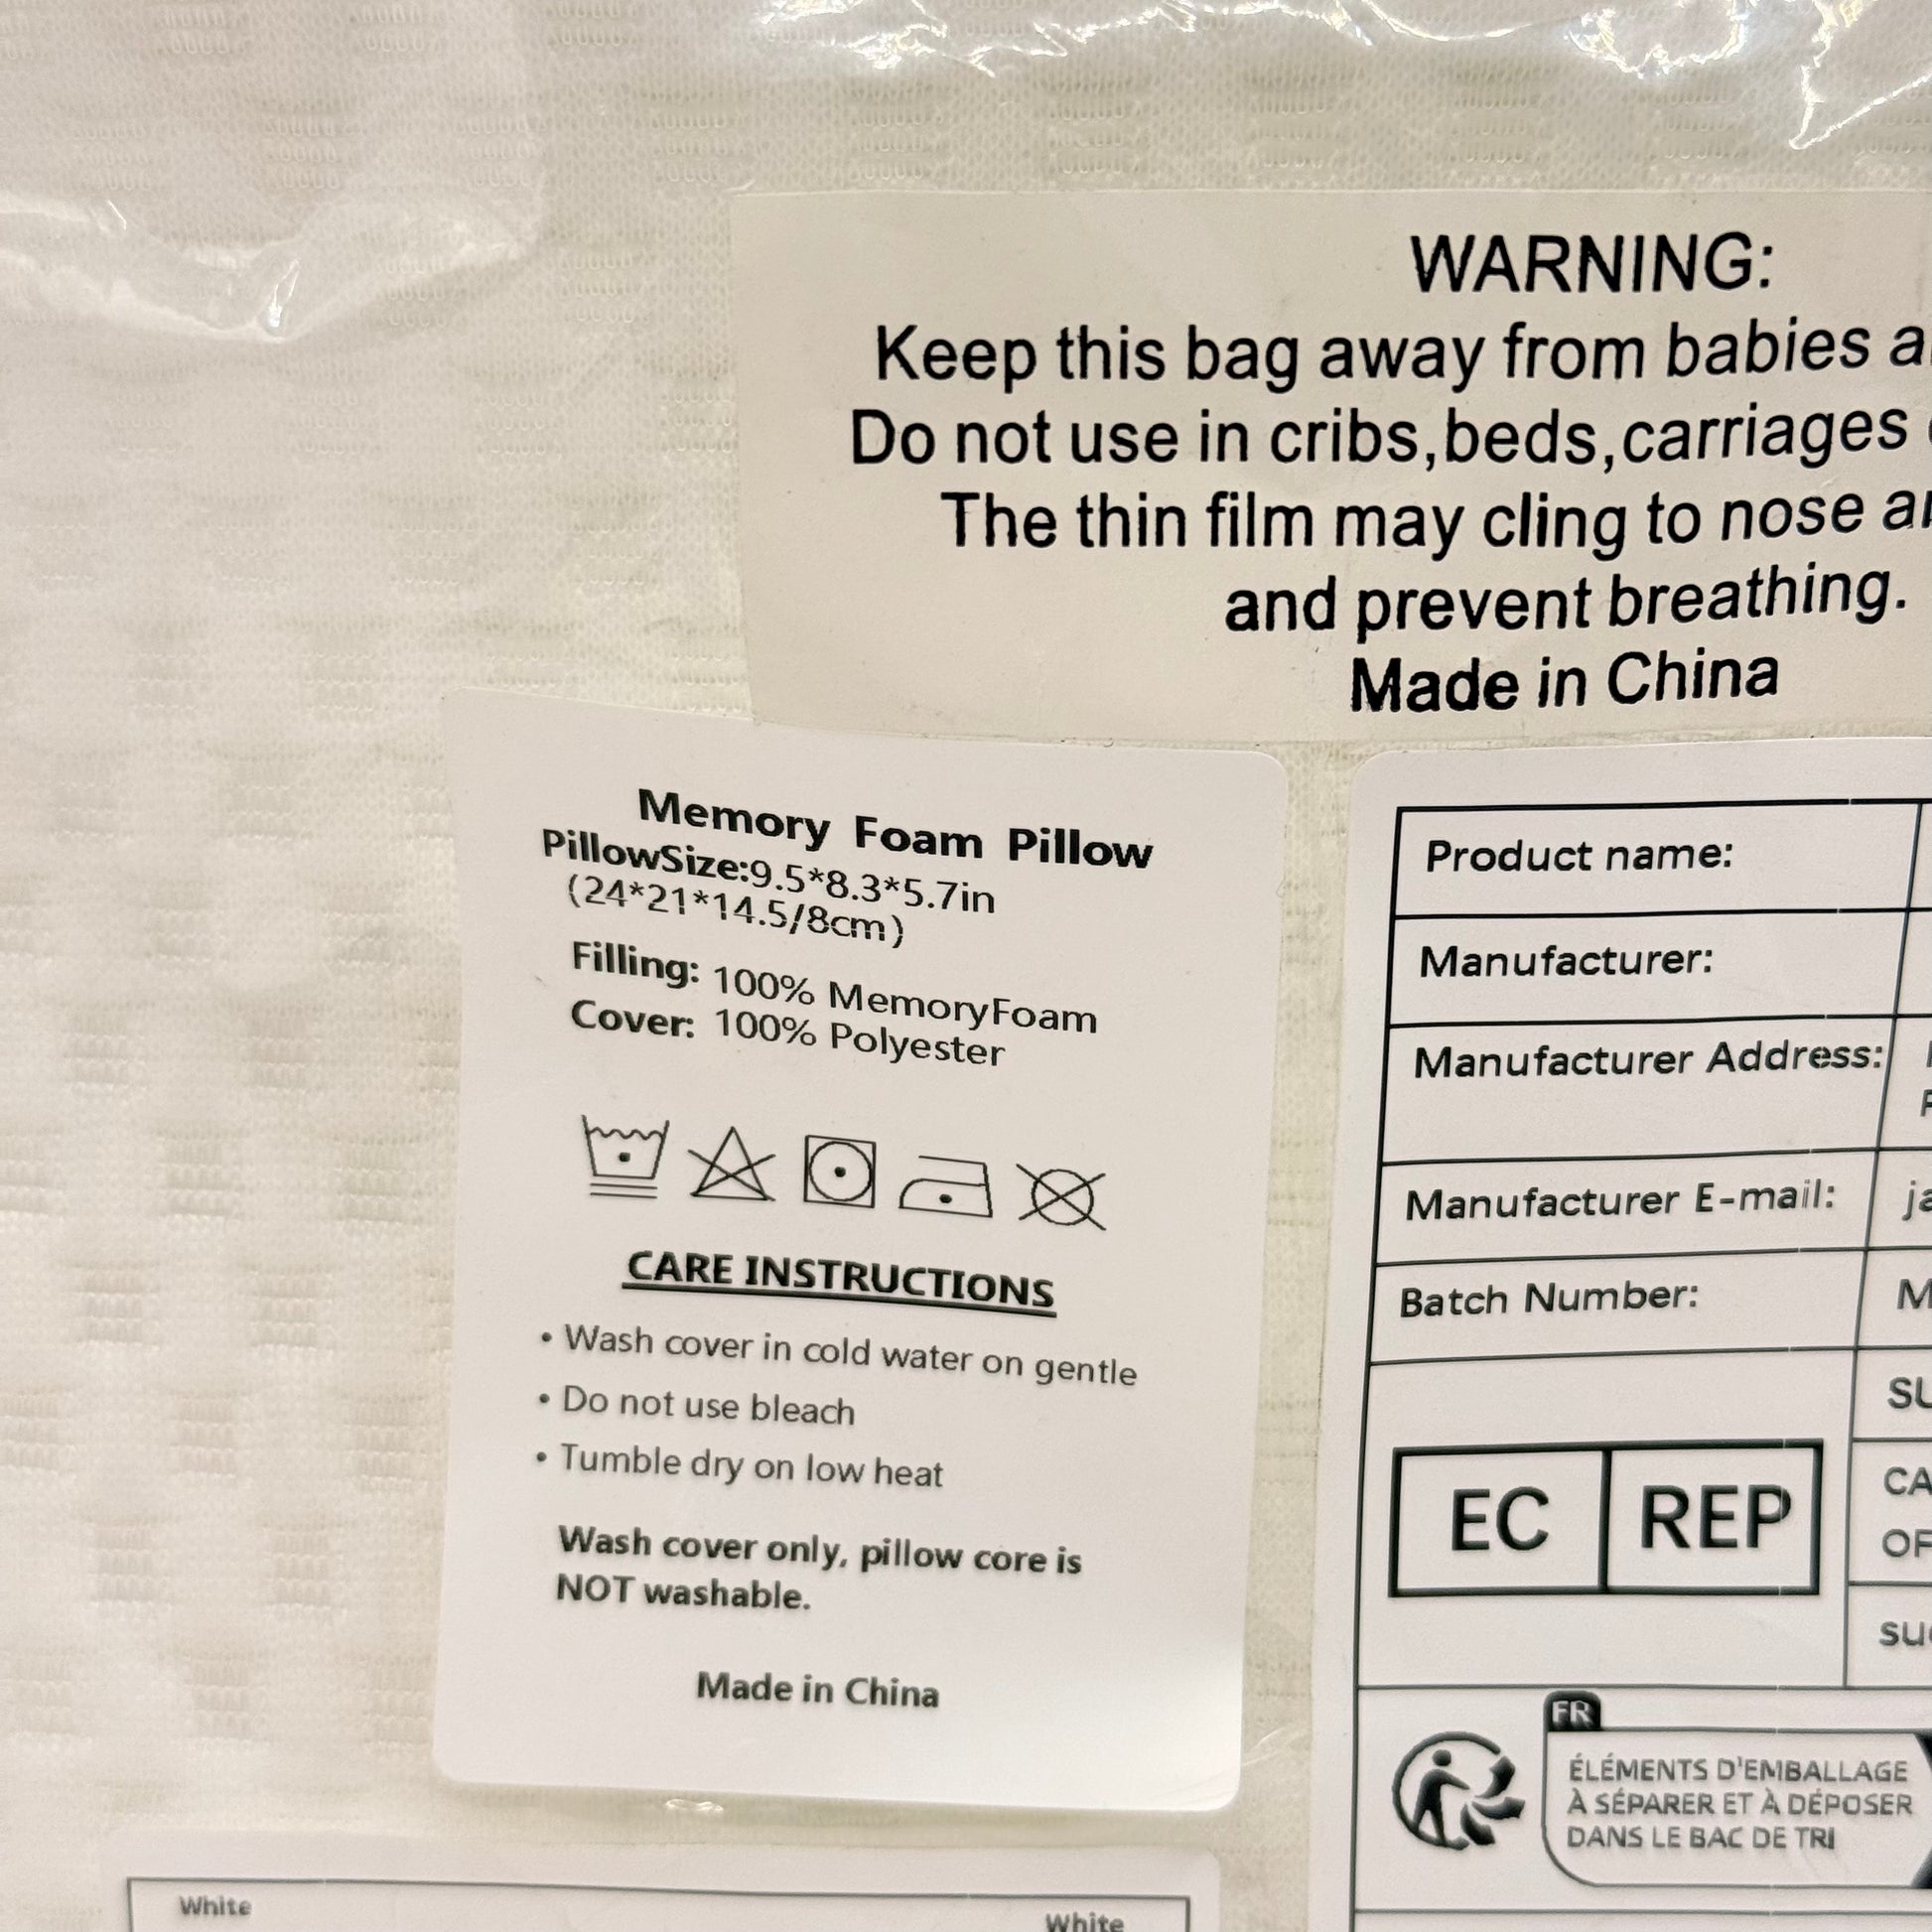 WARNING:
Keep this bag away from babies
Do not use in cribs,beds,carriages
The thin film may cling to nose
and prevent breathing.
Made in China
Memory Foam Pillow
PillowSize:9.5*8.3*5.7in
(24*21*14.5/8cm)
Filling: 100% MemoryFoam
Cover: 100% Polyester
CARE INSTRUCTIONS
• Wash cover in cold water on gentle
• Do not use bleach
• Tumble dry on low heat
Wash cover only, pillow core is
NOT washable.
Made in China
Product name:
Manufacturer:
Manufacturer Address:
Manufacturer E-mail:
Batch Number:
EC REP
FR
ÉLÉMENTS D'EMBALLAGE
À SÉPARER ET À DÉPOSER
DANS LE BAC DE TRI
White
White